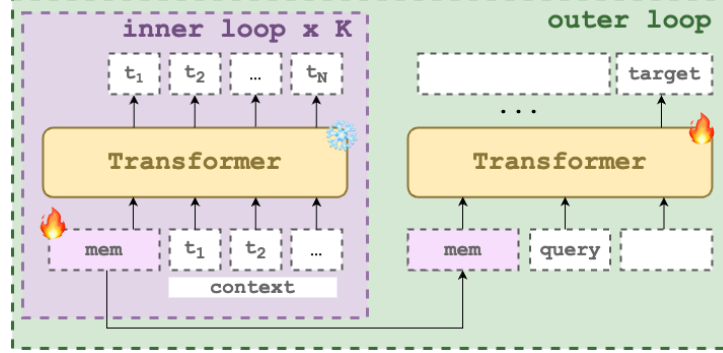 inner loop x K
t1 t2 ... tN
Transformer
mem t1 t2 ...
context
outer loop
target
...
Transformer
mem query